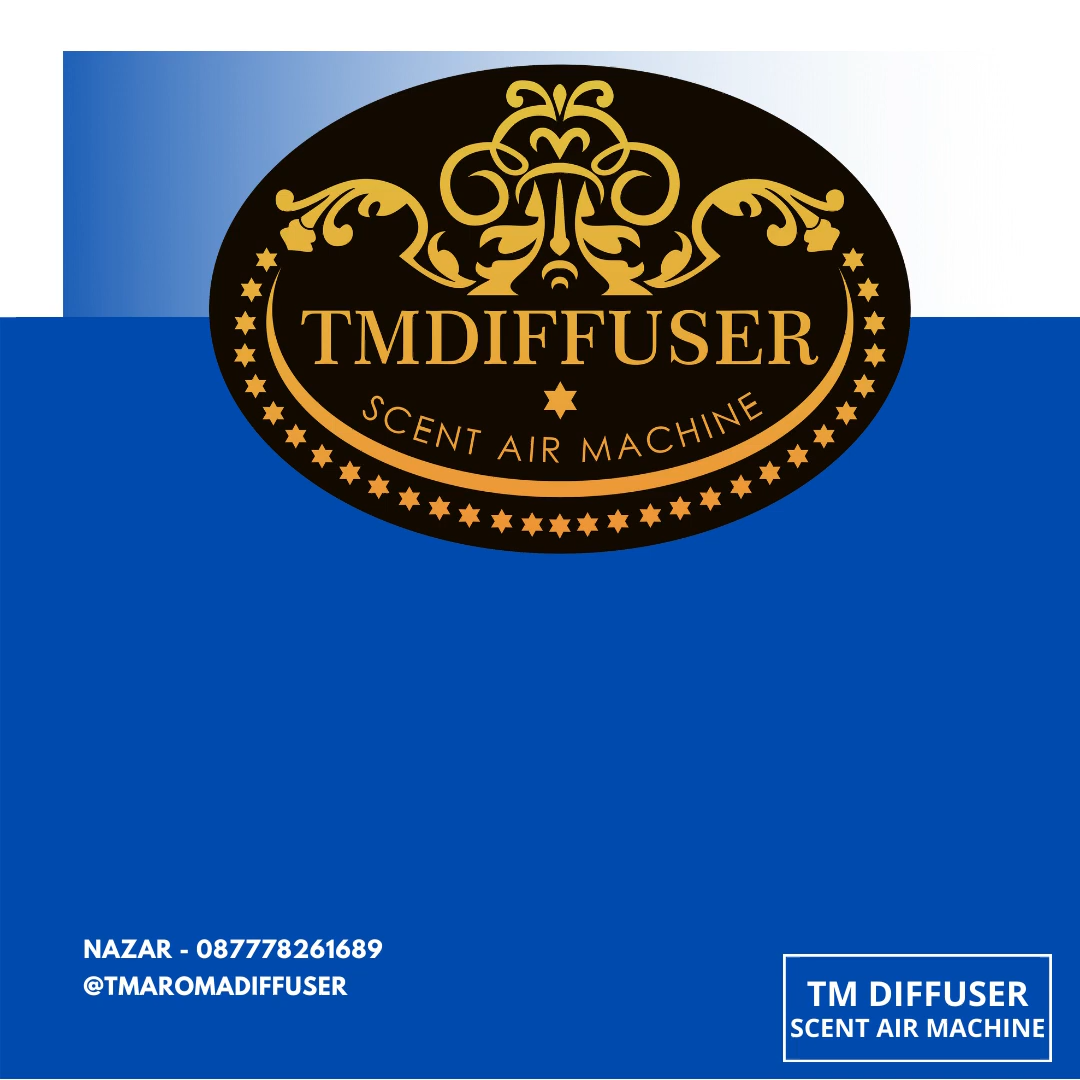 TMDIFFUSER
SCENT AIR MACHINE
NAZAR - 087778261689
@TMAROMADIFFUSER
TM DIFFUSER
SCENT AIR MACHINE